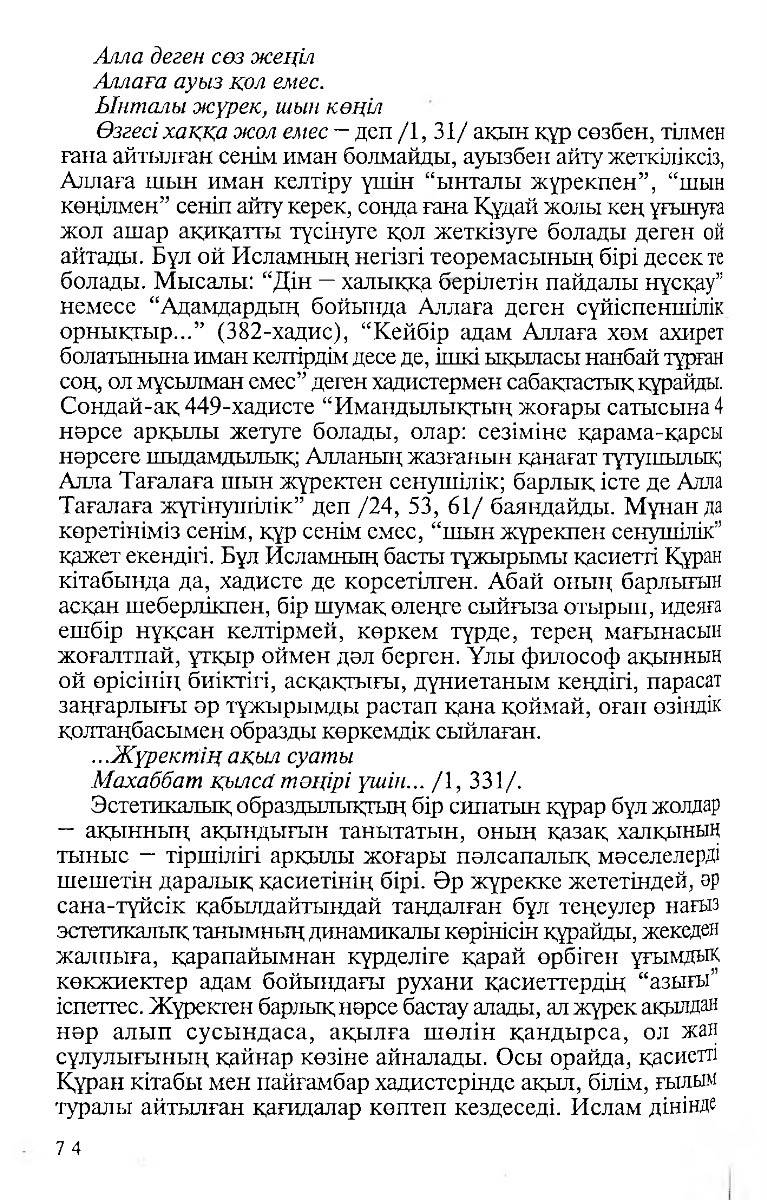 Алла деген сөз жеңіл
Аллаға ауыз қол емес.
Ынталы жүрек, шын көңіл
Өзгесі хаққа жол емес — деп /1, 31/ ақын құр сөзбен, тілмен
ғана айтылған сенім иман болмайды, ауызбен айту жеткіліксіз,
Аллаға шын иман келтіру үшін “ынталы жүрекпен”, “шын
көңілмен” сеніп айту керек, сонда ғана Құдай жолы кең ұғынуға
жол ашар ақиқатты түсінуге қол жеткізуге болады деген ой
айтады. Бұл ой Исламның негізгі теоремасының бірі десек те
болады. Мысалы: “Дін — халыққа берілетін пайдалы нұсқау”
немесе “Адамдардың бойында Аллаға деген сүйіспеншілік
орнықтыр...” (382-хадис), “Кейбір адам Аллаға хәм ахирет
болатынына иман келтірдім десе де, ішкі ықыласы нанбай тұрған
соң, ол мұсылман емес” деген хадистермен сабақтастық құрайды.
Сондай-ақ 449-хадисте “Имандылықтың жоғары сатысына 4
нәрсе арқылы жетуге болады, олар: сезіміне қарама-қарсы
нәрсеге шыдамдылық; Алланың жазғанын қанағат тұтушылық;
Алла Тағалаға шын жүректен сенушілік; барлық істе де Алла
Тағалаға жүгінушілік” деп /24, 53, 61/ баяндайды. Мұнан да
көретініміз сенім, құр сенім емес, “шын жүрекпен сенушілік”
қажет екендігі. Бұл Исламның басты тұжырымы қасиетті Құран
кітабында да, хадисте де корсетілген. Абай оның барлығын
асқан шеберлікпен, бір шумақ өлеңге сыйғыза отырып, идеяға
ешбір нұқсан келтірмей, көркем түрде, терең мағынасын
жоғалтпай, ұтқыр оймен дәл берген. Ұлы философ ақынның
ой өрісінің биіктігі, асқақтығы, дүниетаным кеңдігі, парасат
заңғарлығы әр тұжырымды растап қана қоймай, оған өзіндік
қолтаңбасымен образды көркемдік сыйлаған.
...Жүректің ақыл суаты
Махаббат қылса тәңірі үшін... /1, 331/.
Эстетикалық образдылықтың бір сипатын құрар бұл жолдар
— ақынның ақындығын танытатын, оның қазақ халқының
тыныс — тіршілігі арқылы жоғары пәлсапалық мәселелерді
шешетін даралық қасиетінің бірі. Әр жүрекке жететіндей, әр
сана-түйсік қабылдайтындай таңдалған бұл теңеулер нағыз
эстетикалық танымның динамикалы көрінісін құрайды, жекеден
жалпыға, қарапайымнан күрделіге қарай өрбіген ұғымдық
көкжиектер адам бойындағы рухани қасиеттердің “азығы”
іспеттес. Жүректен барлық нәрсе бастау алады, ал жүрек ақылдан
нәр алып сусындаса, ақылға шөлін қандырса, ол жан
сұлулығының қайнар көзіне айналады. Осы орайда, қасиетті
Құран кітабы мен пайғамбар хадистерінде ақыл, білім, ғылым
туралы айтылған қағидалар көптеп кездеседі. Ислам дінінде
74